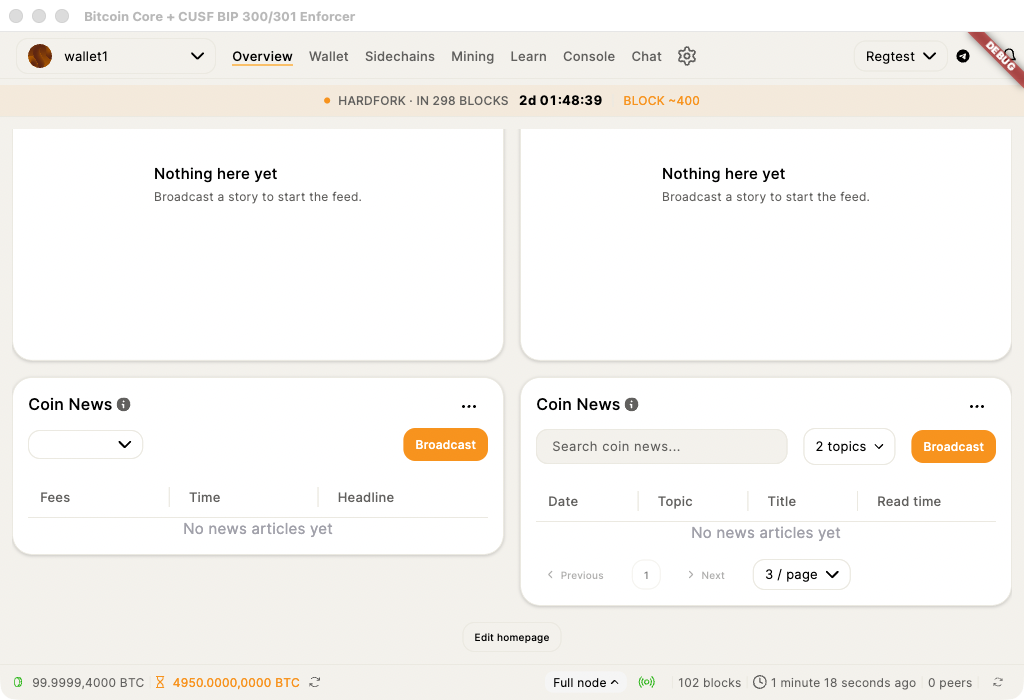 Bitcoin Core + CUSF BIP 300/301 Enforcer
wallet1
Overview
Wallet
Sidechains
Mining
Learn
Console
Chat
Regtest
DEBUG
HARDFORK · IN 298 BLOCKS 2d 01:48:39 BLOCK ~400
Nothing here yet
Broadcast a story to start the feed.
Nothing here yet
Broadcast a story to start the feed.
Coin News
Broadcast
Fees Time Headline
No news articles yet
Coin News
Search coin news...
2 topics
Broadcast
Date Topic Title Read time
No news articles yet
Previous 1 Next 3 / page
Edit homepage
99.9999,4000 BTC 4950.0000,0000 BTC Full node 102 blocks 1 minute 18 seconds ago 0 peers